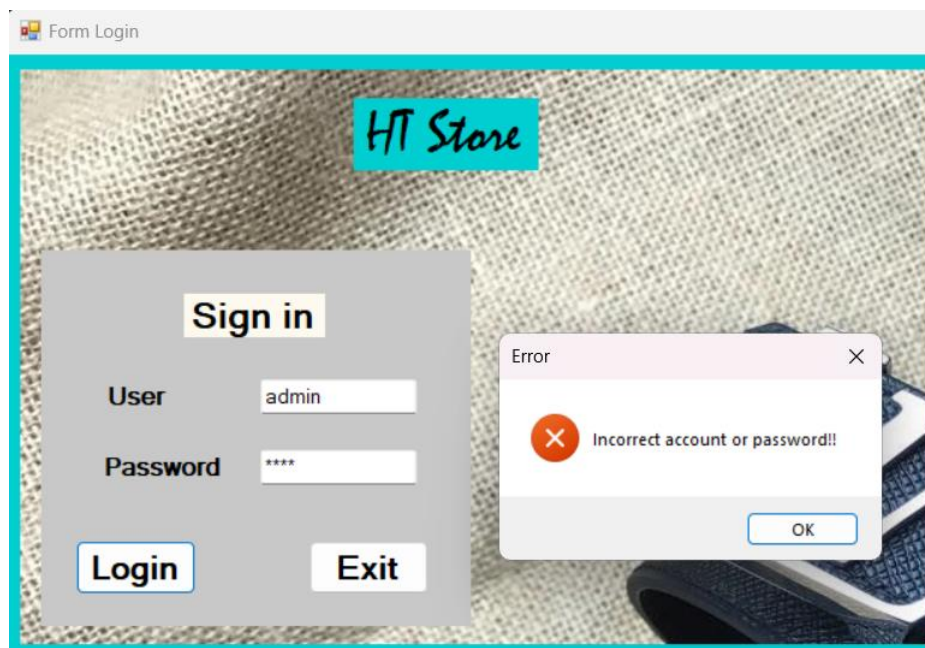 Form Login
HT Store
Sign in
User admin
Password ****
Login Exit
Error
Incorrect account or password!!
OK